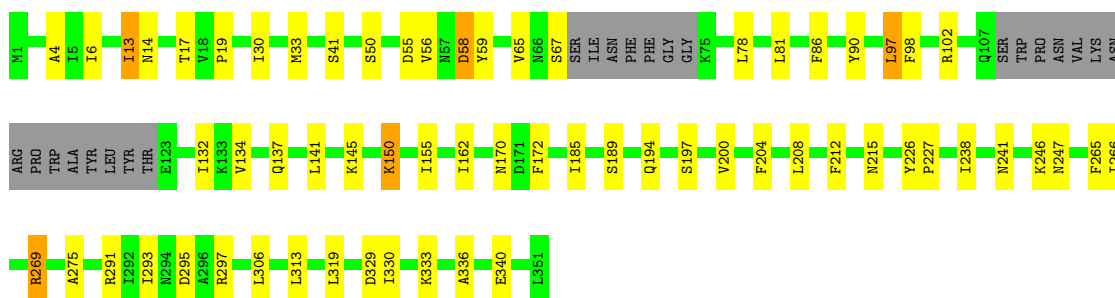 M1 A4 I5 I6 I13 N14 T17 V18 P19 I30 M33 S41 S50 D55 V56 N57 D58 Y59 V65 N66 S67 SER ILE ASN PHE PHE GLY GLY K75 L78 L81 F86 Y90 L97 F98 R102 Q107 SER TRP PRO ASN VAL LYS ASN
ARG PRO TRP ALA TYR LEU TYR THR E123 I132 K133 V134 Q137 L141 K145 K150 I155 I162 N170 D171 F172 I185 S189 Q194 S197 V200 F204 L208 F212 N215 Y226 P227 I238 N241 K246 N247 F265 I266
R269 A275 R291 I292 I293 N294 D295 A296 R297 L306 L313 L319 D329 I330 K333 A336 E340 L351